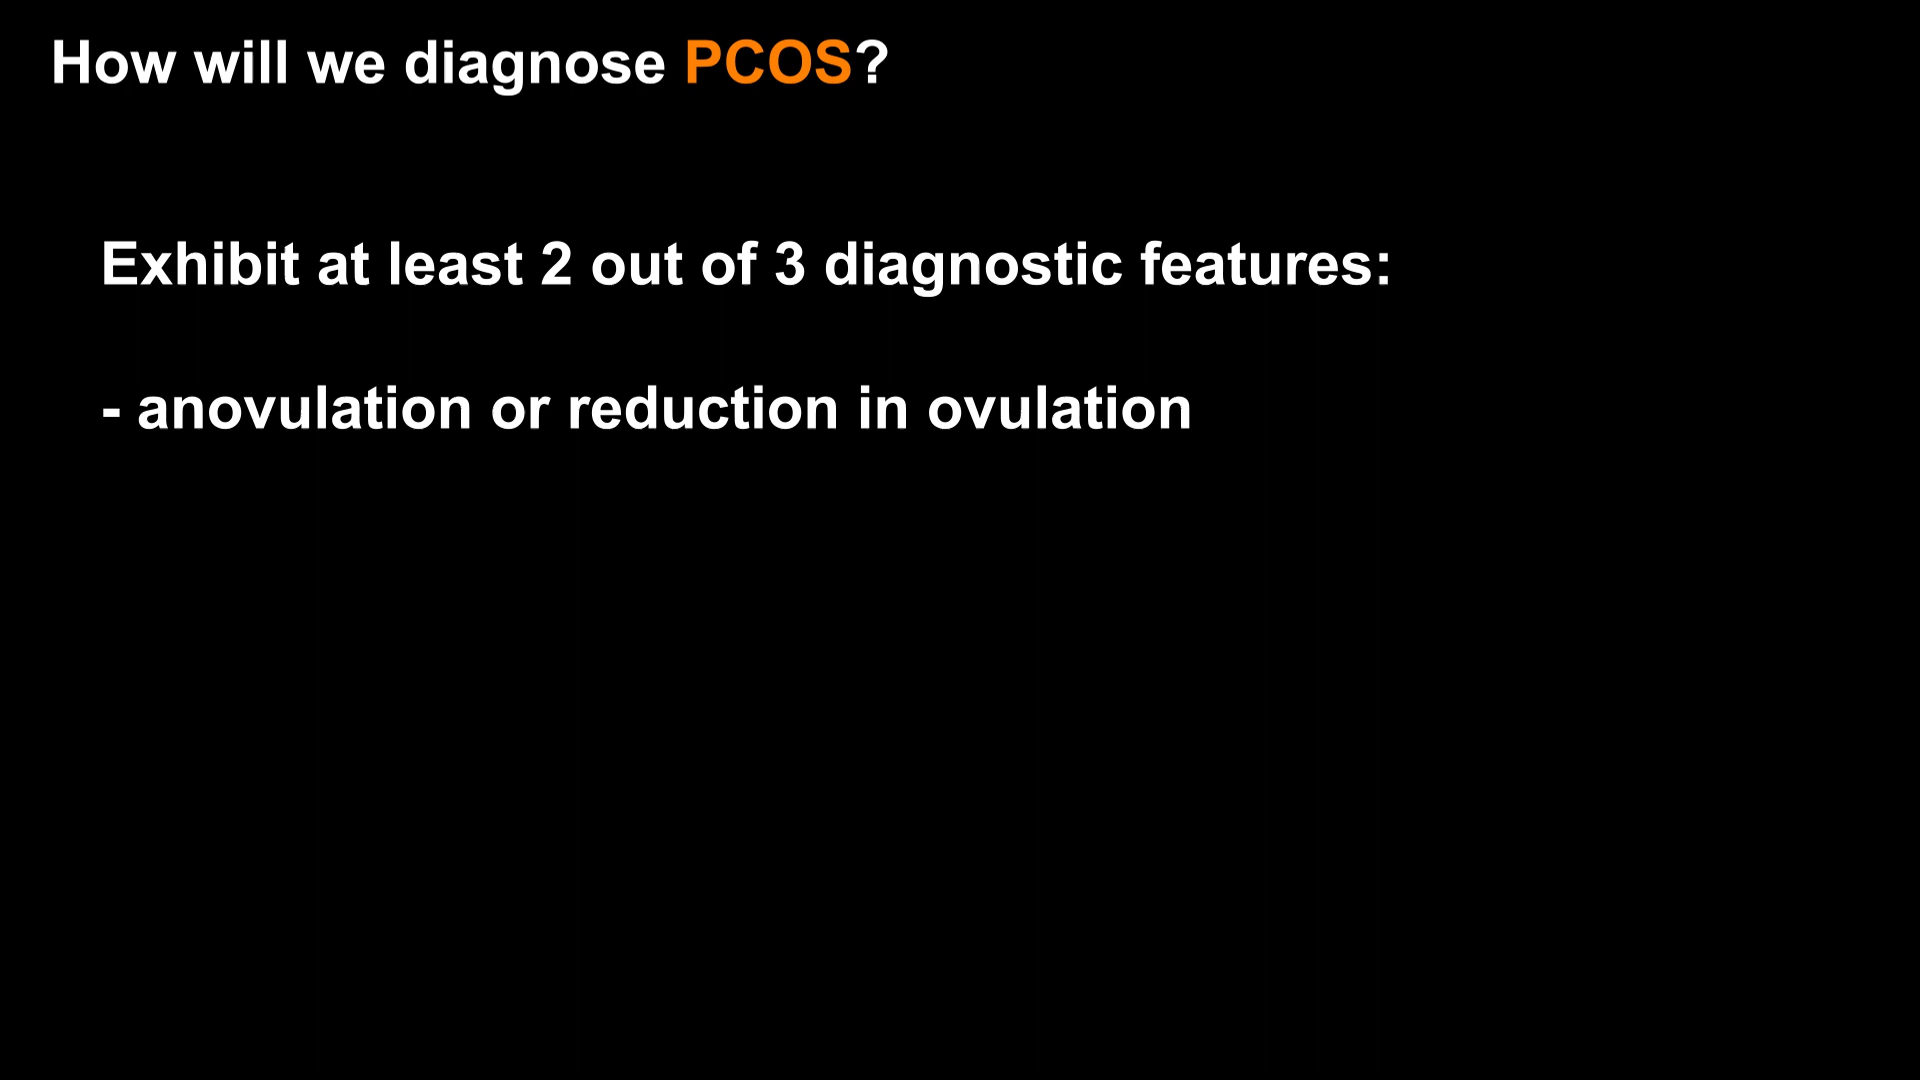 How will we diagnose PCOS?
Exhibit at least 2 out of 3 diagnostic features:
- anovulation or reduction in ovulation